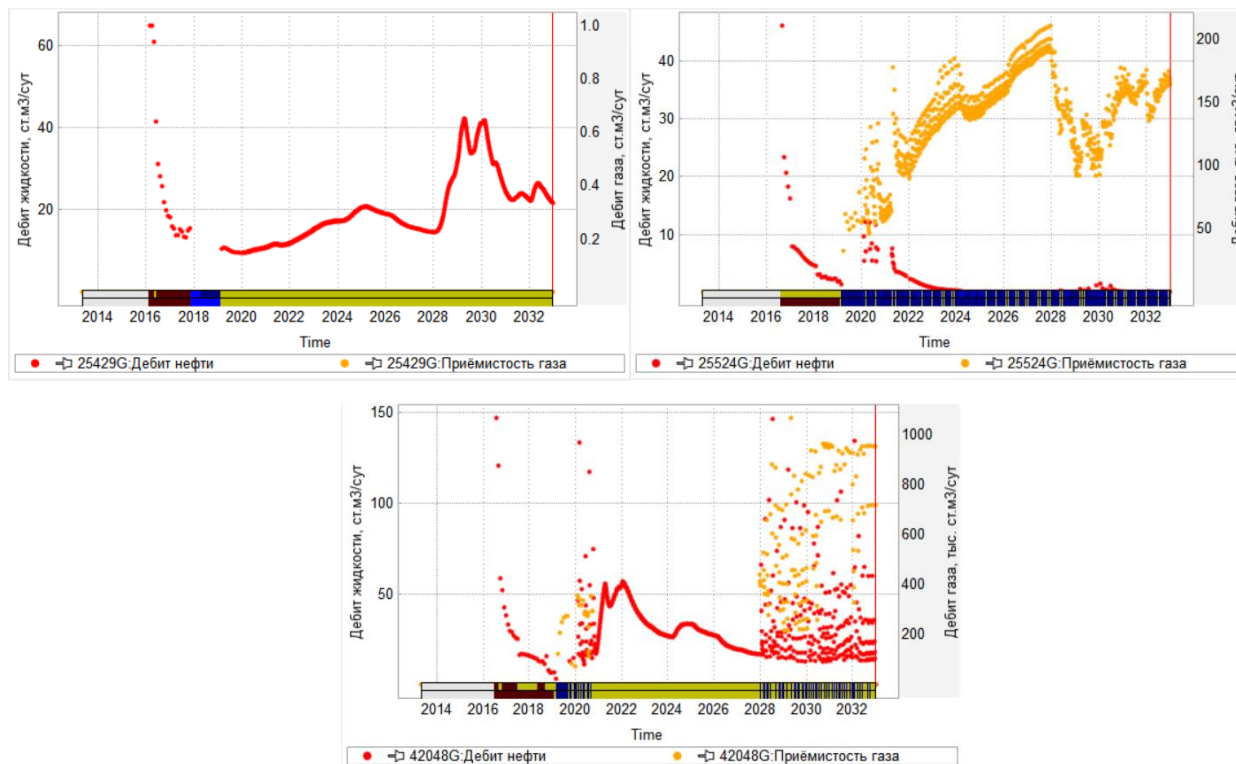 60
40
20
Дебит жидкости, ст.м3/сут
1.0
0.8
0.6
0.4
0.2
Дебит газа, ст.м3/сут
2014 2016 2018 2020 2022 2024 2026 2028 2030 2032
Time
25429G:Дебит нефти 25429G:Приёмистость газа
40
30
20
10
Дебит жидкости, ст.м3/сут
200
150
100
50
2014 2016 2018 2020 2022 2024 2026 2028 2030 2032
Time
25524G:Дебит нефти 25524G:Приёмистость газа
150
100
50
Дебит жидкости, ст.м3/сут
1000
800
600
400
200
Дебит газа, тыс. ст.м3/сут
2014 2016 2018 2020 2022 2024 2026 2028 2030 2032
Time
42048G:Дебит нефти 42048G:Приёмистость газа